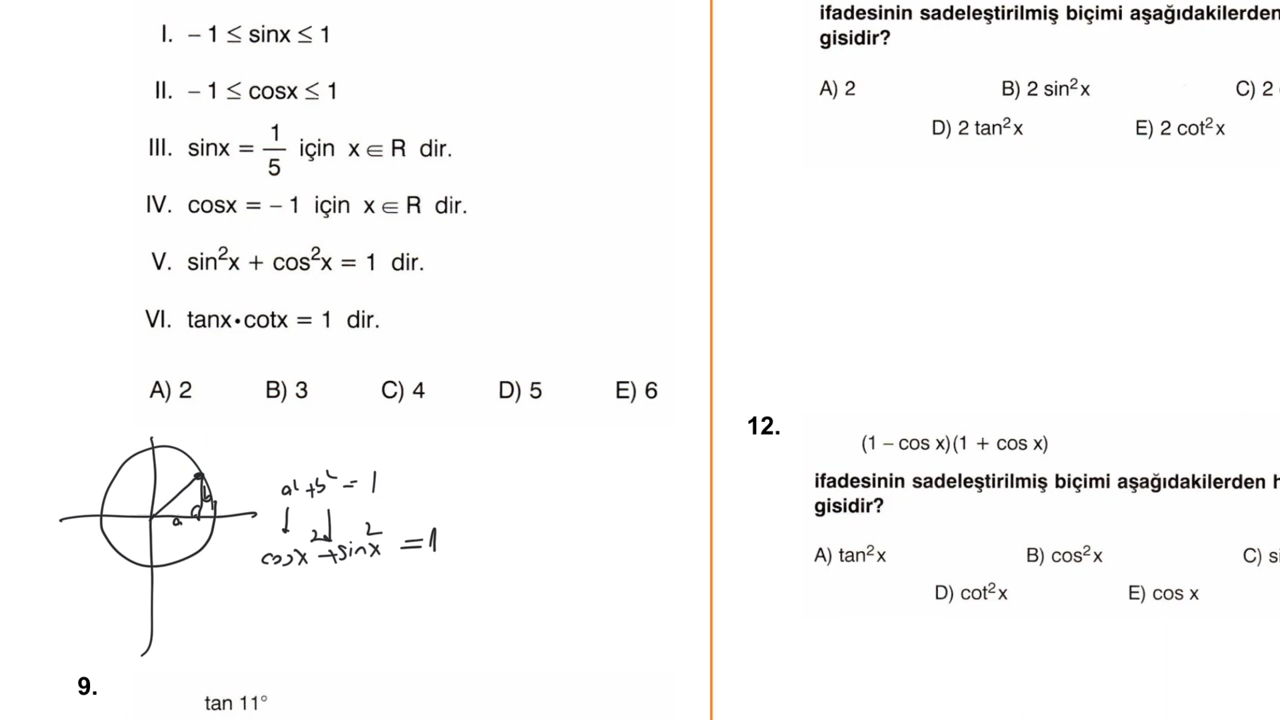 I. – 1 ≤ sinx ≤ 1
II. – 1 ≤ cosx ≤ 1
III. sinx = 1/5 için x ∈ R dir.
IV. cosx = – 1 için x ∈ R dir.
V. sin²x + cos²x = 1 dir.
VI. tanx·cotx = 1 dir.
A) 2 B) 3 C) 4 D) 5 E) 6
a b
a² + b² = 1
cos²x + sin²x = 1
9.
tan 11°
ifadesinin sadeleştirilmiş biçimi aşağıdakilerden
gisidir?
A) 2 B) 2 sin²x C) 2
D) 2 tan²x E) 2 cot²x
12.
(1 – cos x)(1 + cos x)
ifadesinin sadeleştirilmiş biçimi aşağıdakilerden h
gisidir?
A) tan²x B) cos²x C) si
D) cot²x E) cos x